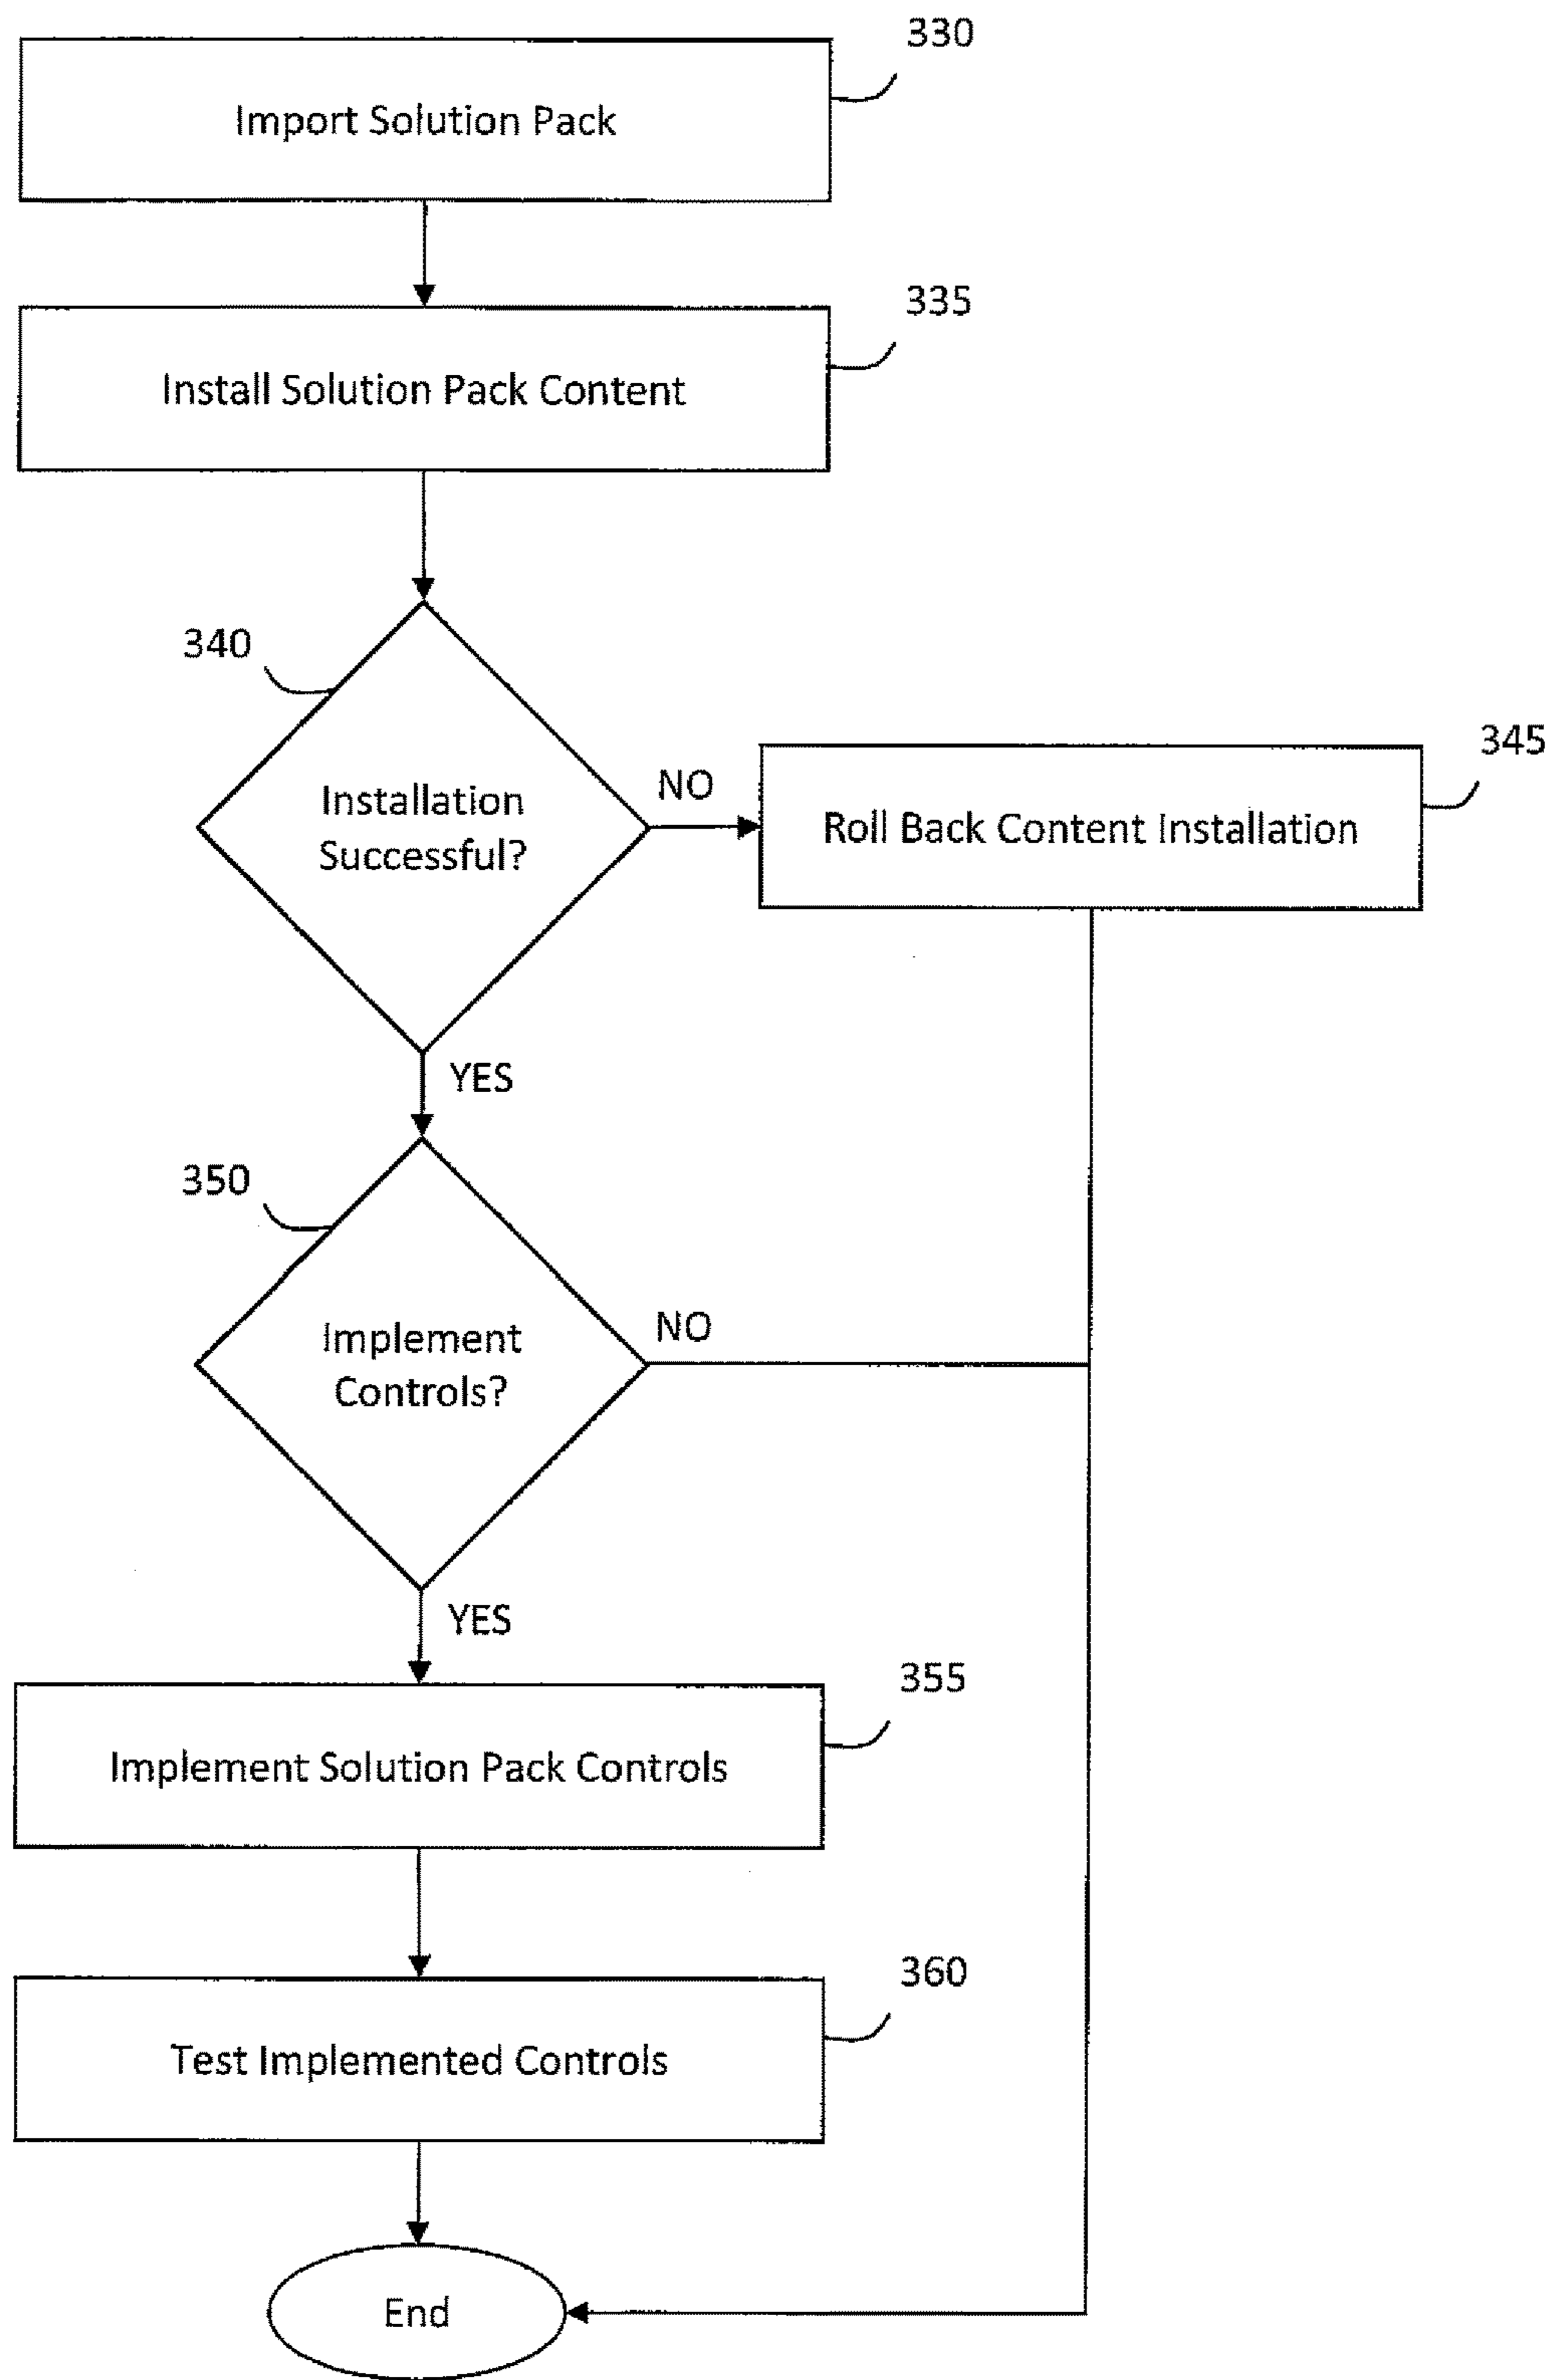 330
Import Solution Pack
335
Install Solution Pack Content
340
Installation
Successful?
NO
345
Roll Back Content Installation
YES
350
Implement
Controls?
NO
YES
355
Implement Solution Pack Controls
360
Test Implemented Controls
End